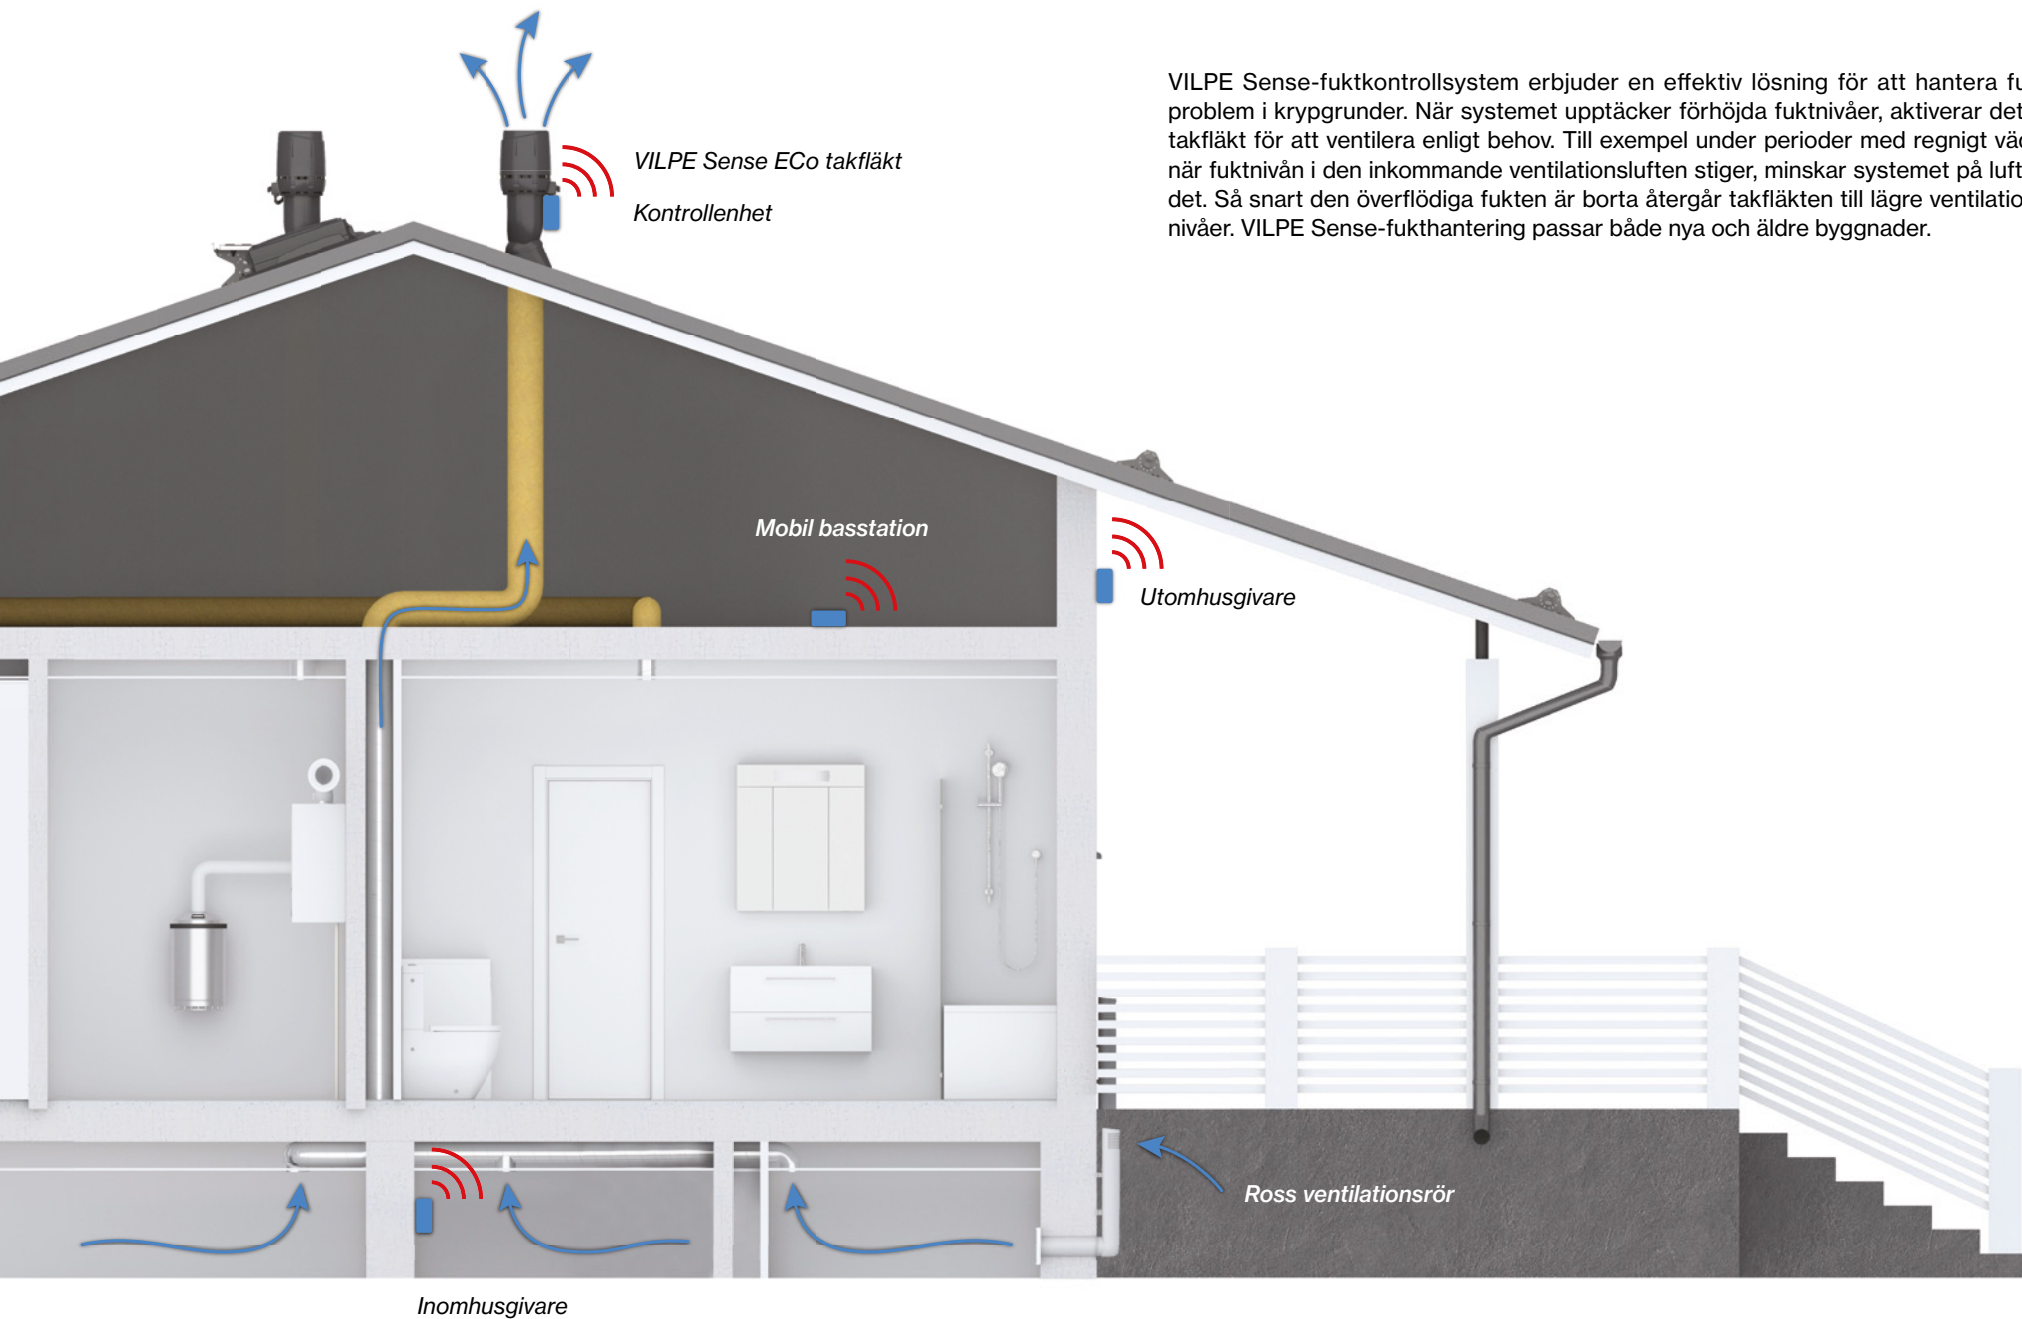 VILPE Sense-fuktkontrollsystem erbjuder en effektiv lösning för att hantera
problem i krypgrunder. När systemet upptäcker förhöjda fuktnivåer, aktiverar det
takfläkt för att ventilera enligt behov. Till exempel under perioder med regnigt
när fuktnivån i den inkommande ventilationsluften stiger, minskar systemet på luft
det. Så snart den överflödiga fukten är borta återgår takfläkten till lägre
nivåer. VILPE Sense-fukthantering passar både nya och äldre byggnader.
VILPE Sense ECo takfläkt
Kontrollenhet
Mobil basstation
Utomhusgivare
Ross ventilationsrör
Inomhusgivare